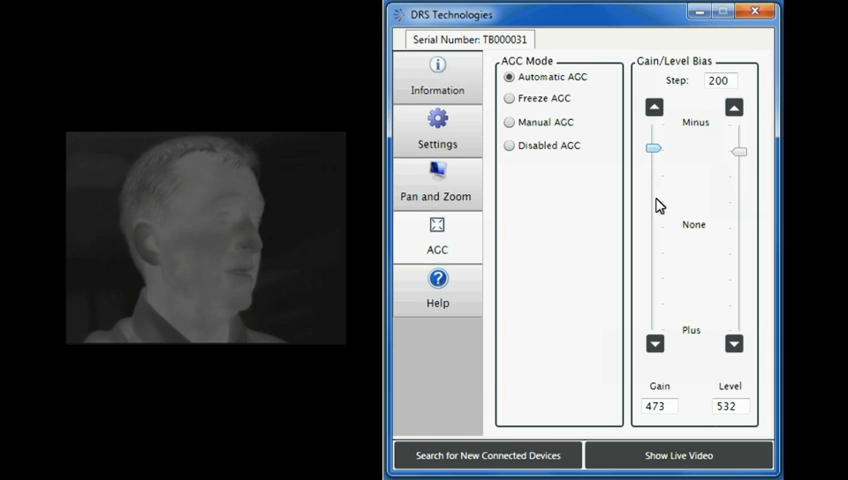 DRS Technologies
Serial Number: TB000031
Information
Settings
Pan and Zoom
AGC
Help
AGC Mode
Automatic AGC
Freeze AGC
Manual AGC
Disabled AGC
Gain/Level Bias
Step: 200
Minus
None
Plus
Gain Level
473 532
Search for New Connected Devices
Show Live Video